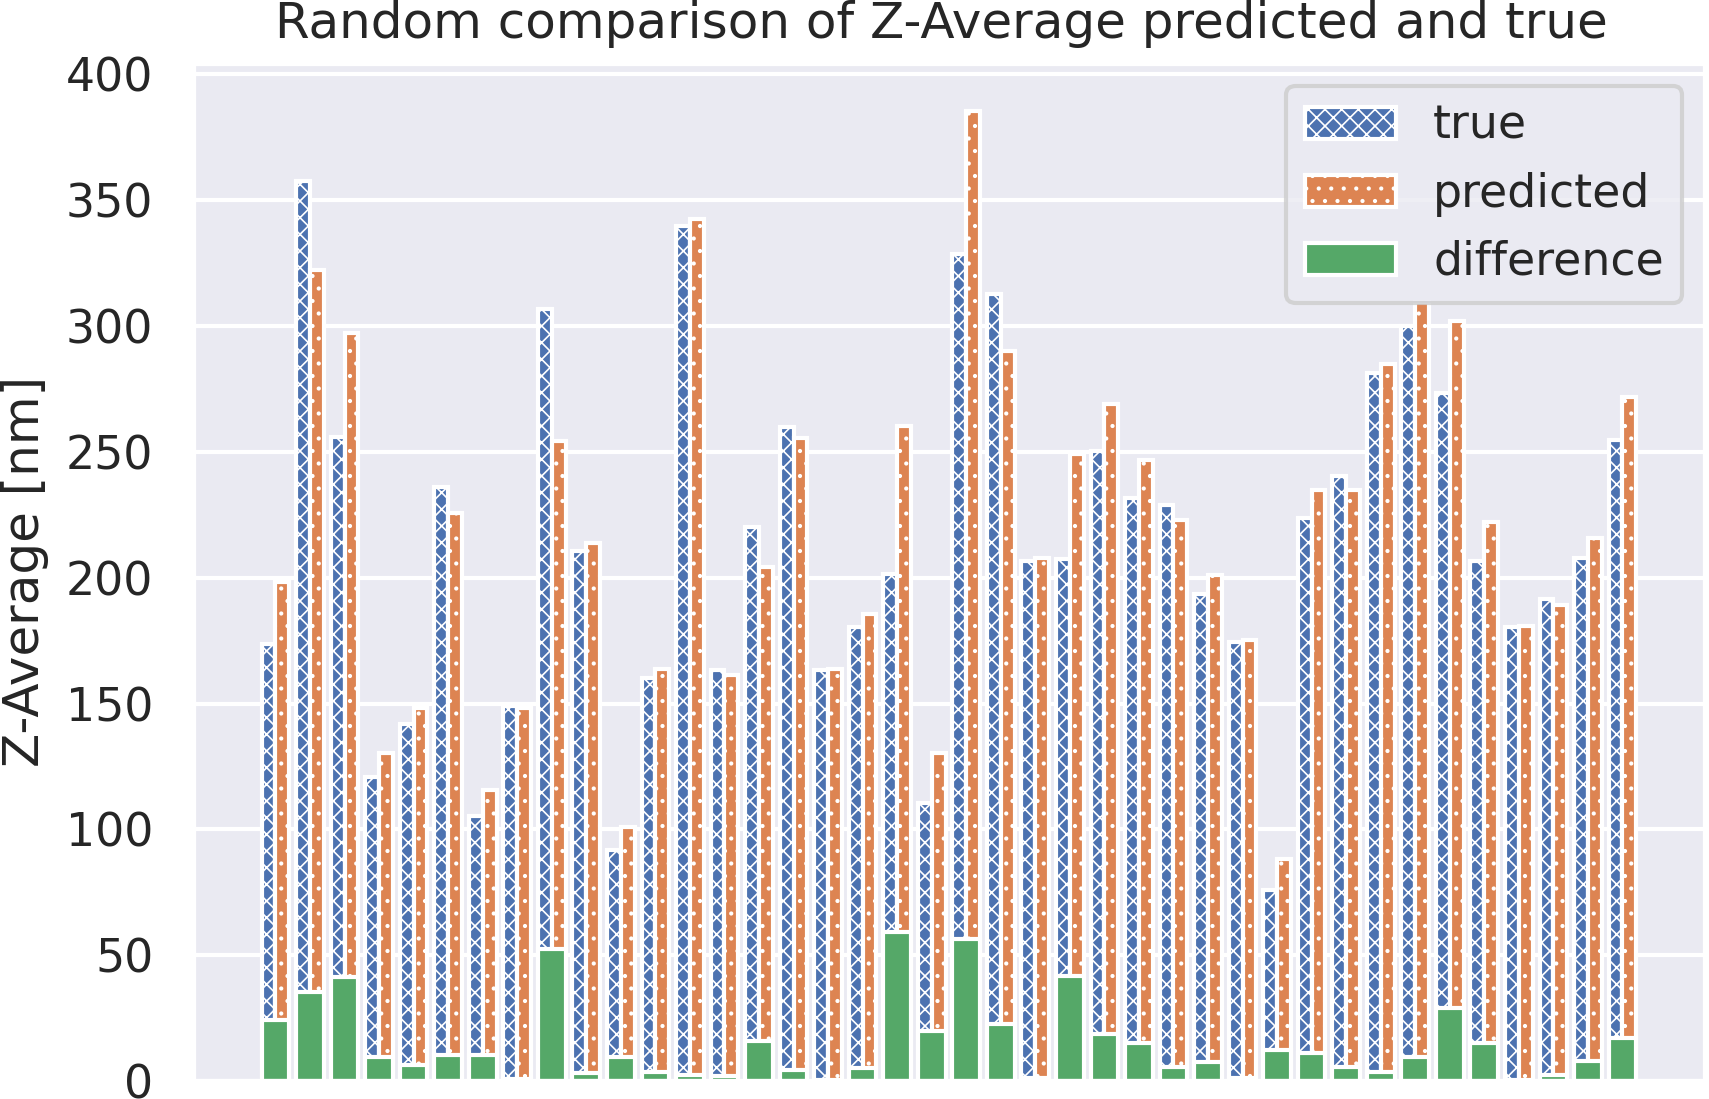 Random comparison of Z-Average predicted and true
Z-Average [nm]
400
350
300
250
200
150
100
50
0
true
predicted
difference